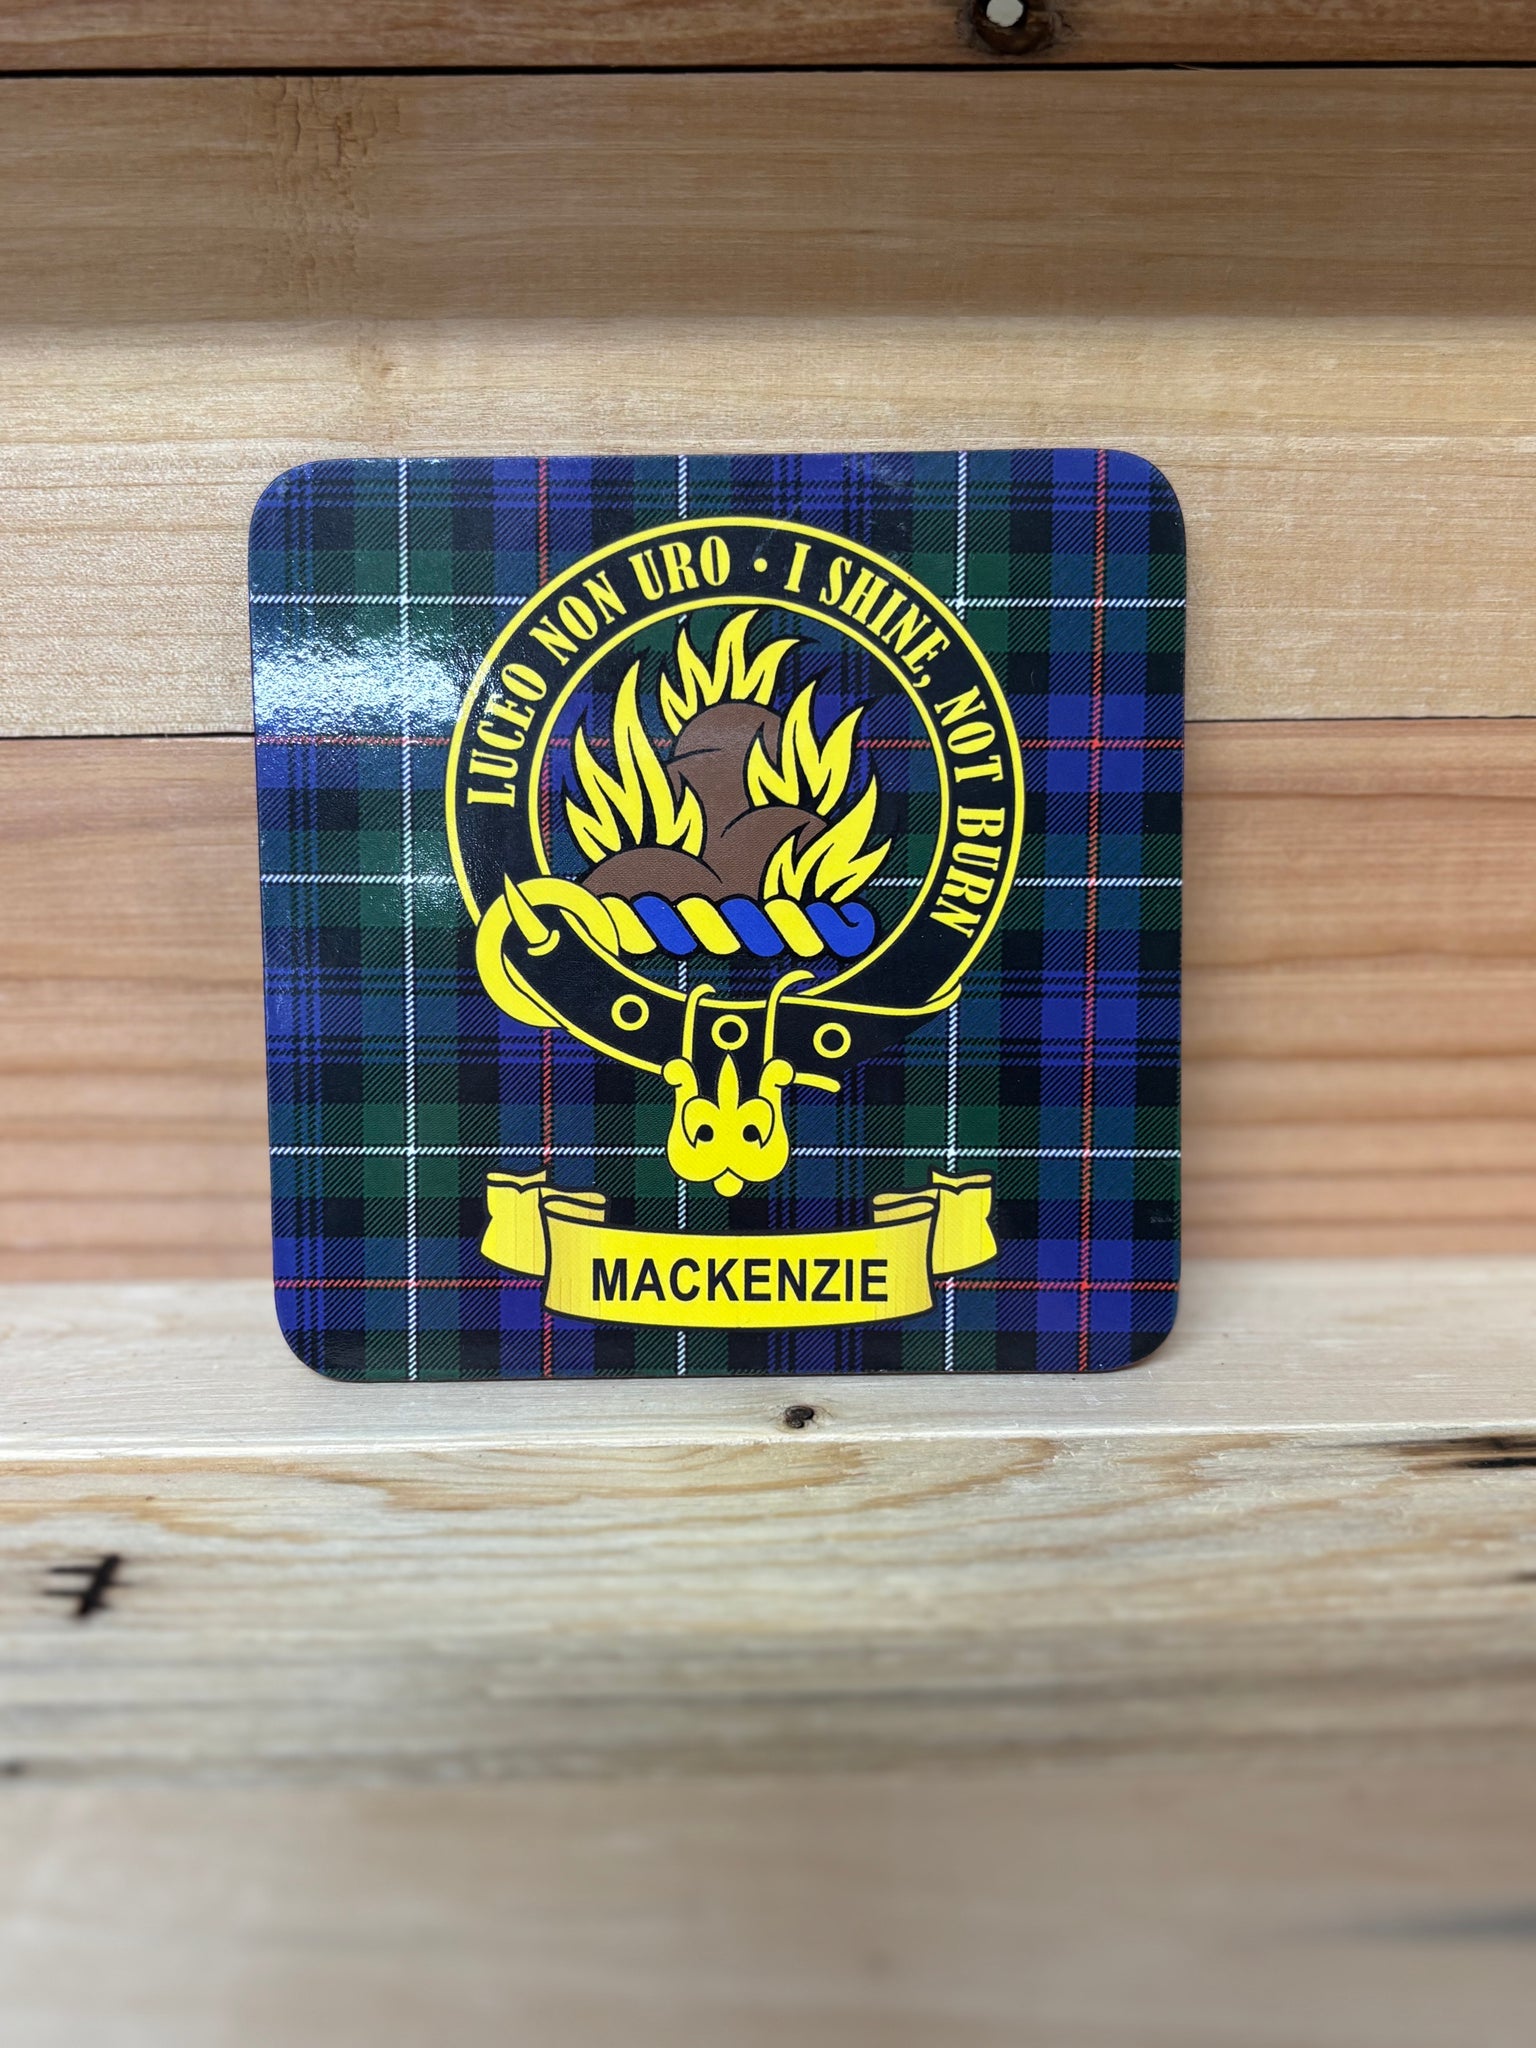 LUCEO NON URO · I SHINE, NOT BURN
MACKENZIE